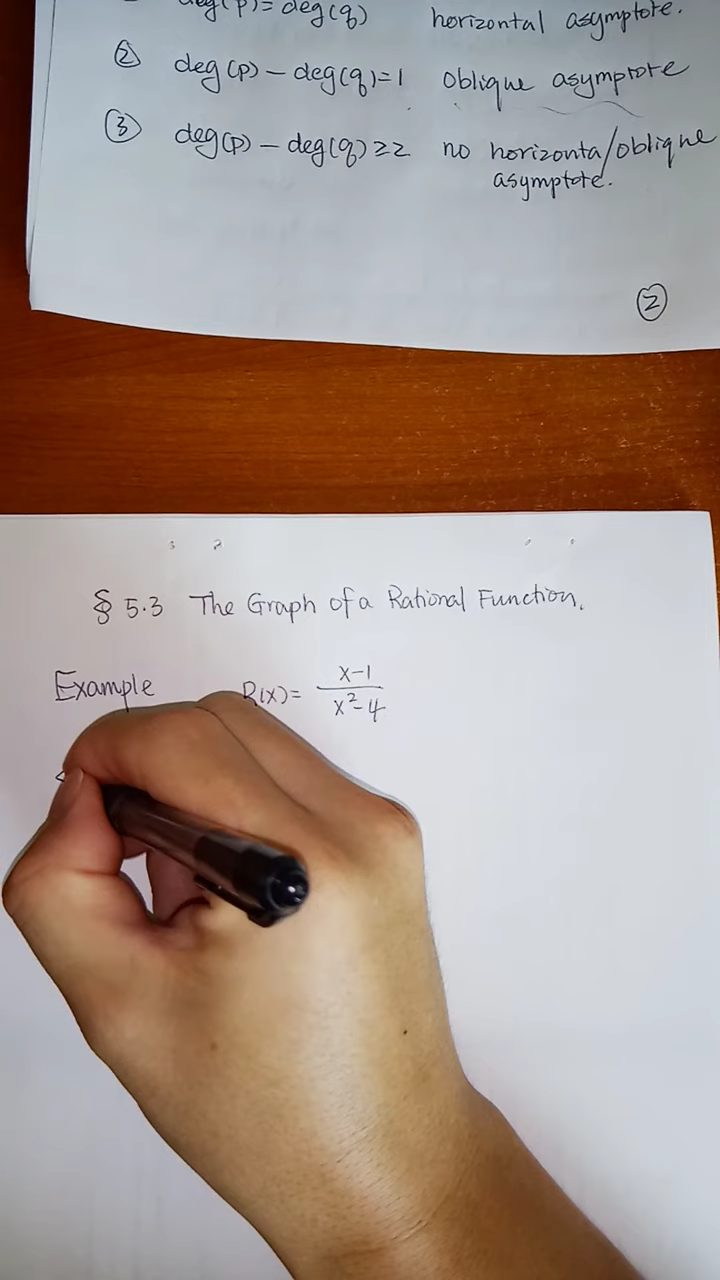 deg(p)=deg(q) horizontal asymptote.
② deg(p) - deg(q)=1 oblique asymptote
③ deg(p) - deg(q)≥2 no horizonta/oblique
asymptote.
②
§ 5.3 The Graph of a Rational Function.
Example R(x)= x-1 / x²-4